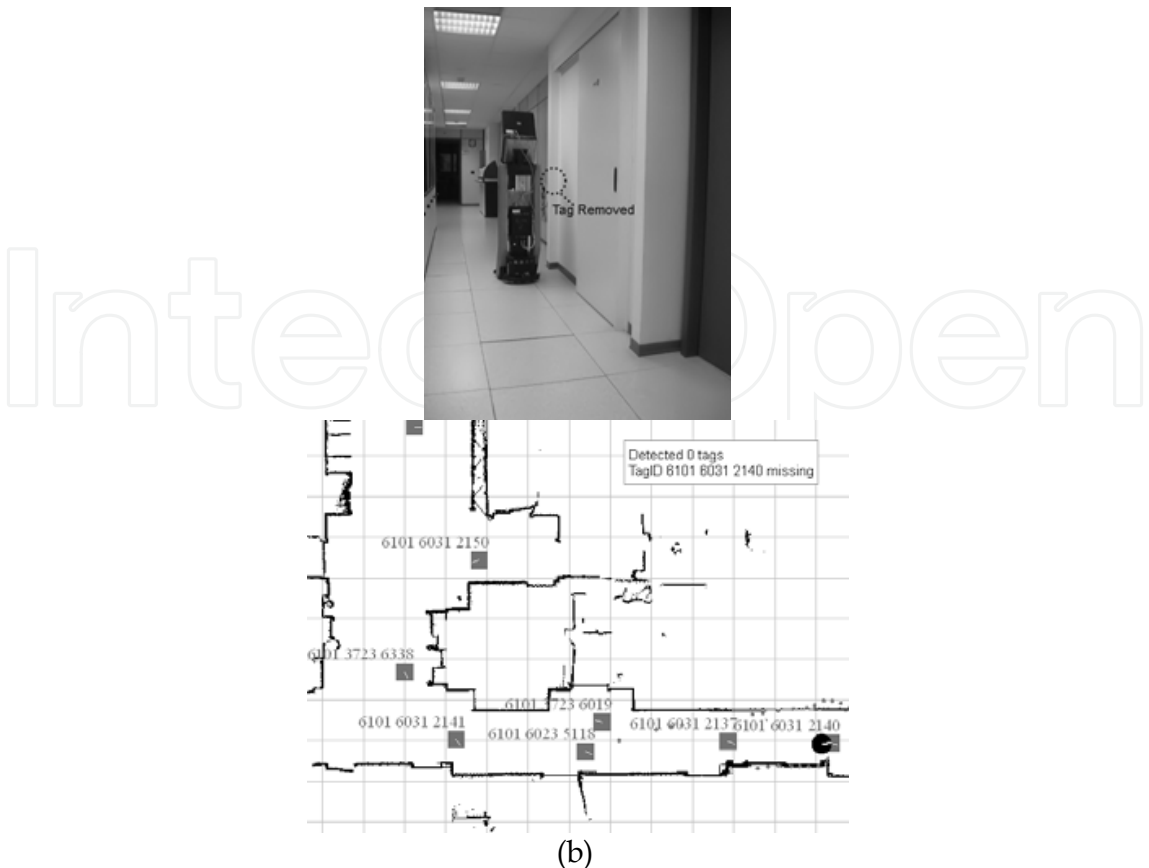 Tag Removed
IntechOpen
Detected 0 tags
TagID 6101 6031 2140 missing
6101 6031 2150
6101 3723 6338
6101 3723 6019
6101 6031 2141
6101 6023 5118
6101 6031 2137
6101 6031 2140
(b)